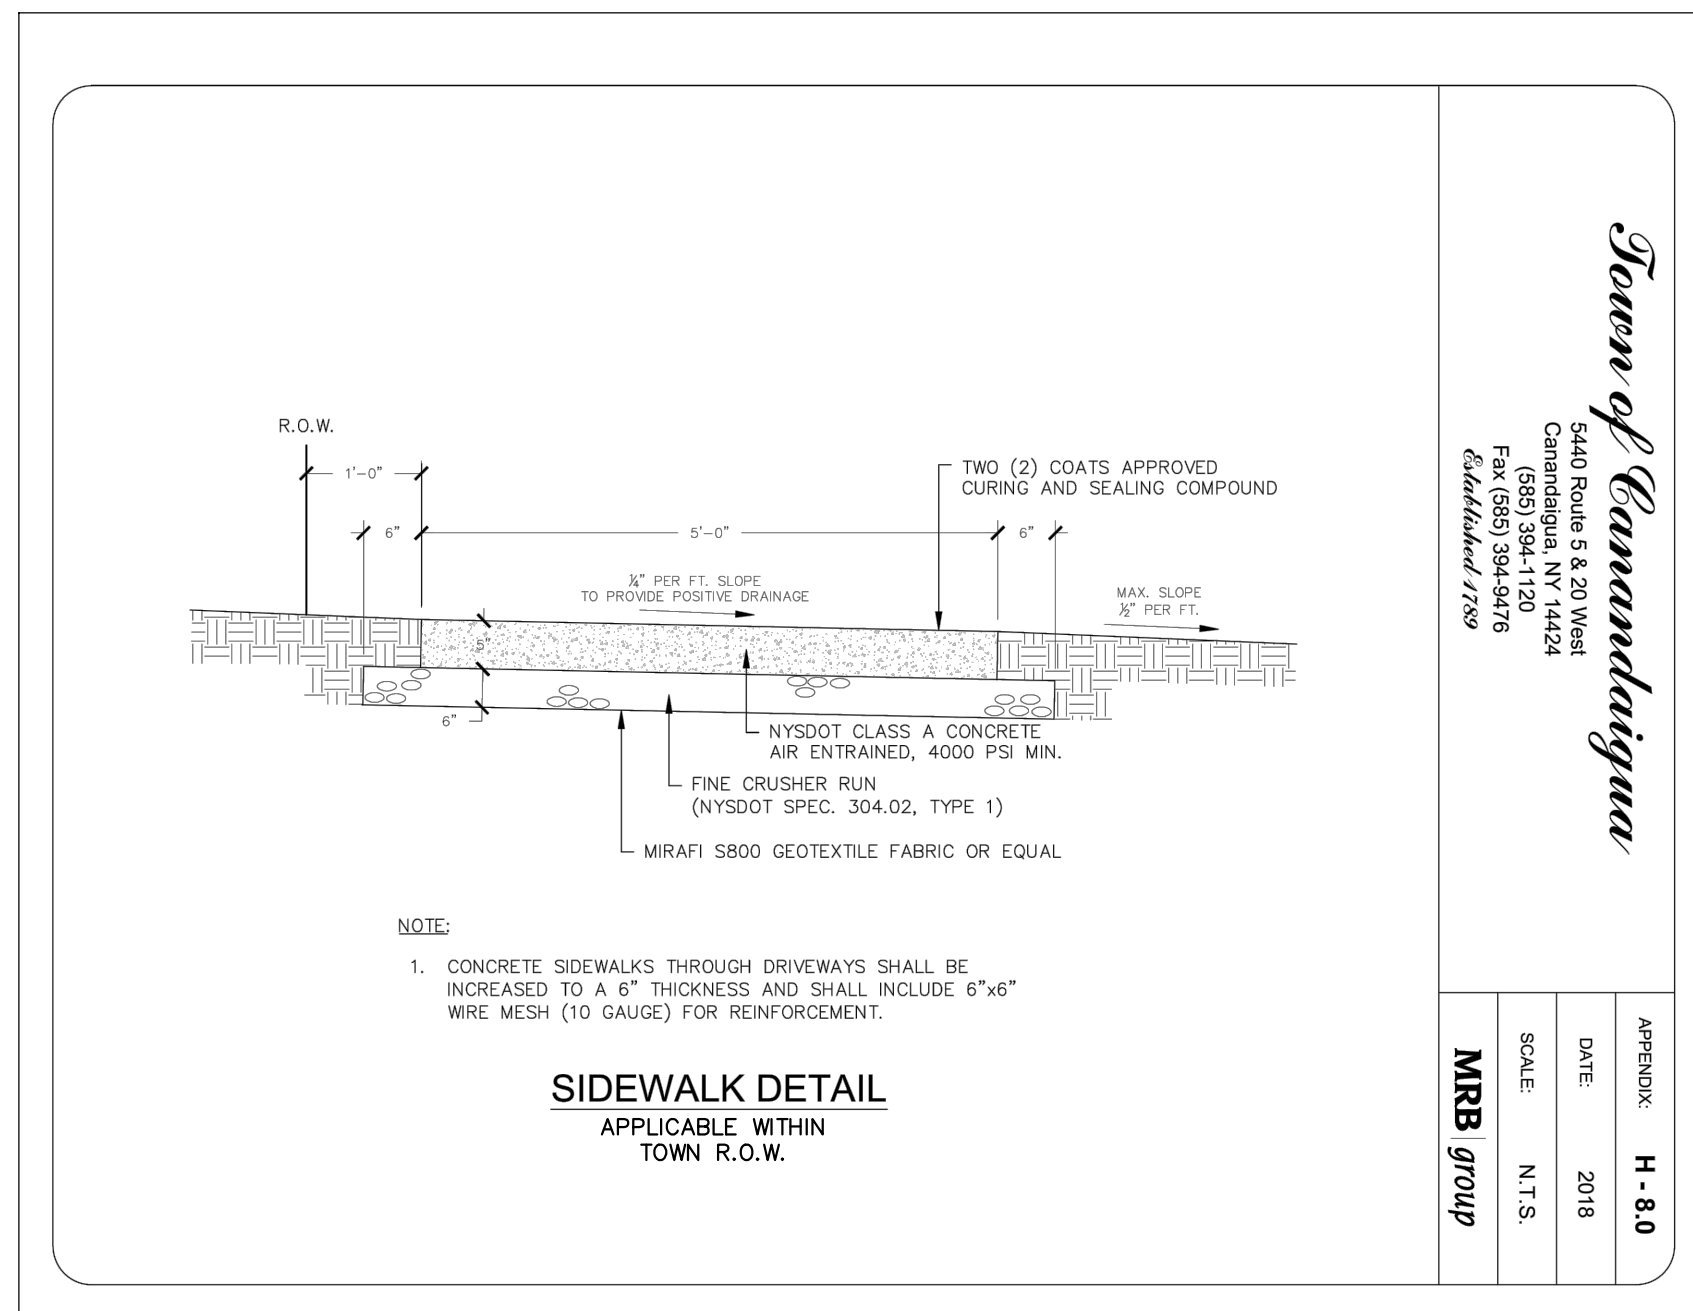 R.O.W.
1'-0"
TWO (2) COATS APPROVED
CURING AND SEALING COMPOUND
6"
5'-0"
6"
¼" PER FT. SLOPE
TO PROVIDE POSITIVE DRAINAGE
MAX. SLOPE
½" PER FT.
5"
6"
NYSDOT CLASS A CONCRETE
AIR ENTRAINED, 4000 PSI MIN.
FINE CRUSHER RUN
(NYSDOT SPEC. 304.02, TYPE 1)
MIRAFI S800 GEOTEXTILE FABRIC OR EQUAL
NOTE:
1. CONCRETE SIDEWALKS THROUGH DRIVEWAYS SHALL BE
INCREASED TO A 6" THICKNESS AND SHALL INCLUDE 6"x6"
WIRE MESH (10 GAUGE) FOR REINFORCEMENT.
SIDEWALK DETAIL
APPLICABLE WITHIN
TOWN R.O.W.
Town of Canandaigua
5440 Route 5 & 20 West
Canandaigua, NY 14424
(585) 394-1120
Fax (585) 394-9476
Established 1789
APPENDIX: H - 8.0
DATE: 2018
SCALE: N.T.S.
MRB group